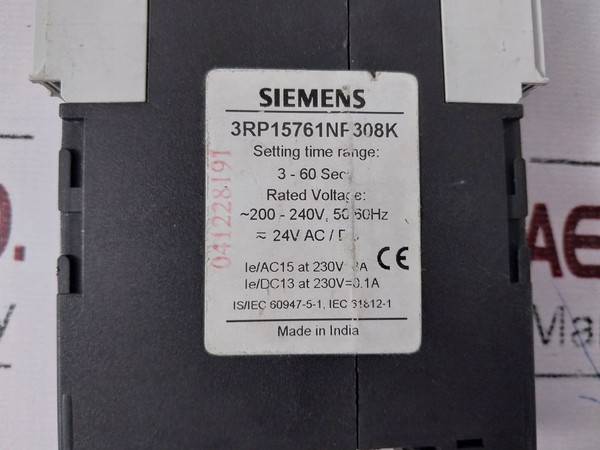 SIEMENS
3RP15761NP308K
Setting time range:
3 - 60 Sec
Rated Voltage:
~200 - 240V, 50/60Hz
≂ 24V AC /
Ie/AC15 at 230V
Ie/DC13 at 230V=0.1A
IS/IEC 60947-5-1, IEC 61812-1
CE
Made in India
041228191